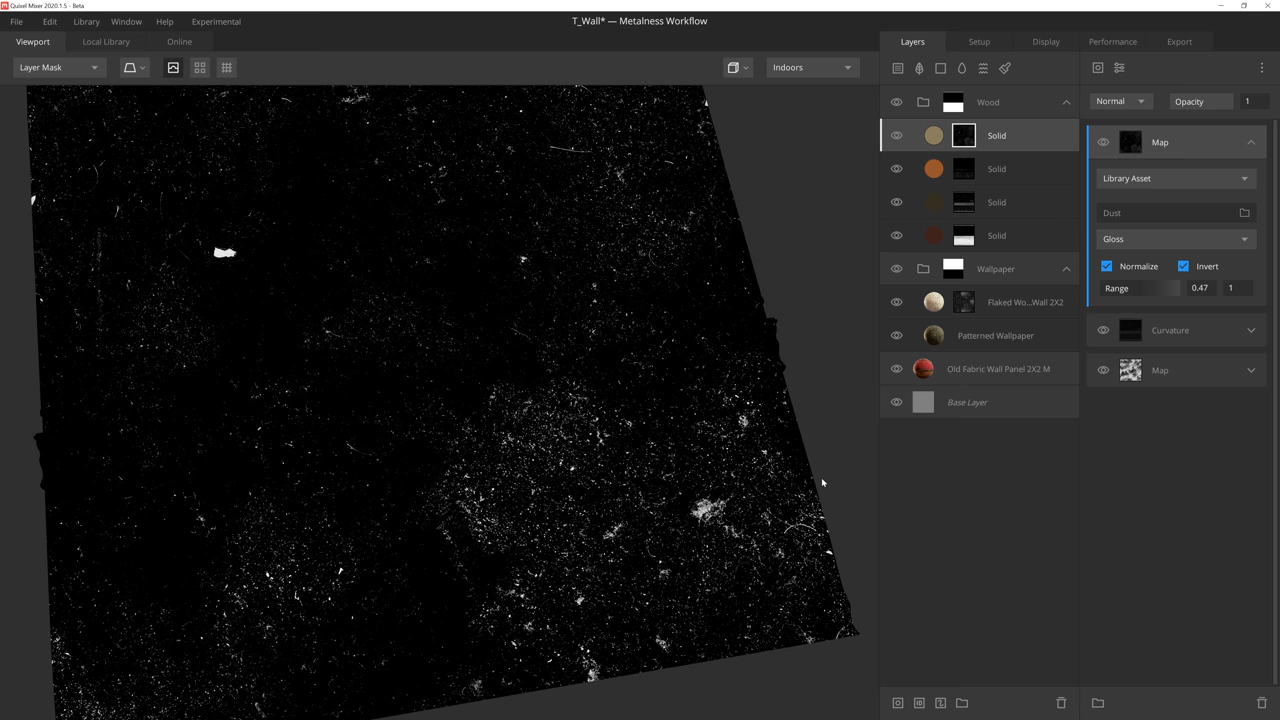 Quixel Mixer 2020.1.5 - Beta
File Edit Library Window Help Experimental
T_Wall* — Metalness Workflow
Viewport Local Library Online
Layers Setup Display Performance Export
Layer Mask
Indoors
Wood
Normal Opacity 1
Solid
Map
Solid
Library Asset
Solid
Dust
Solid
Gloss
Wallpaper
Normalize Invert
Range 0.47 1
Flaked Wo...Wall 2X2
Curvature
Patterned Wallpaper
Old Fabric Wall Panel 2X2 M
Map
Base Layer